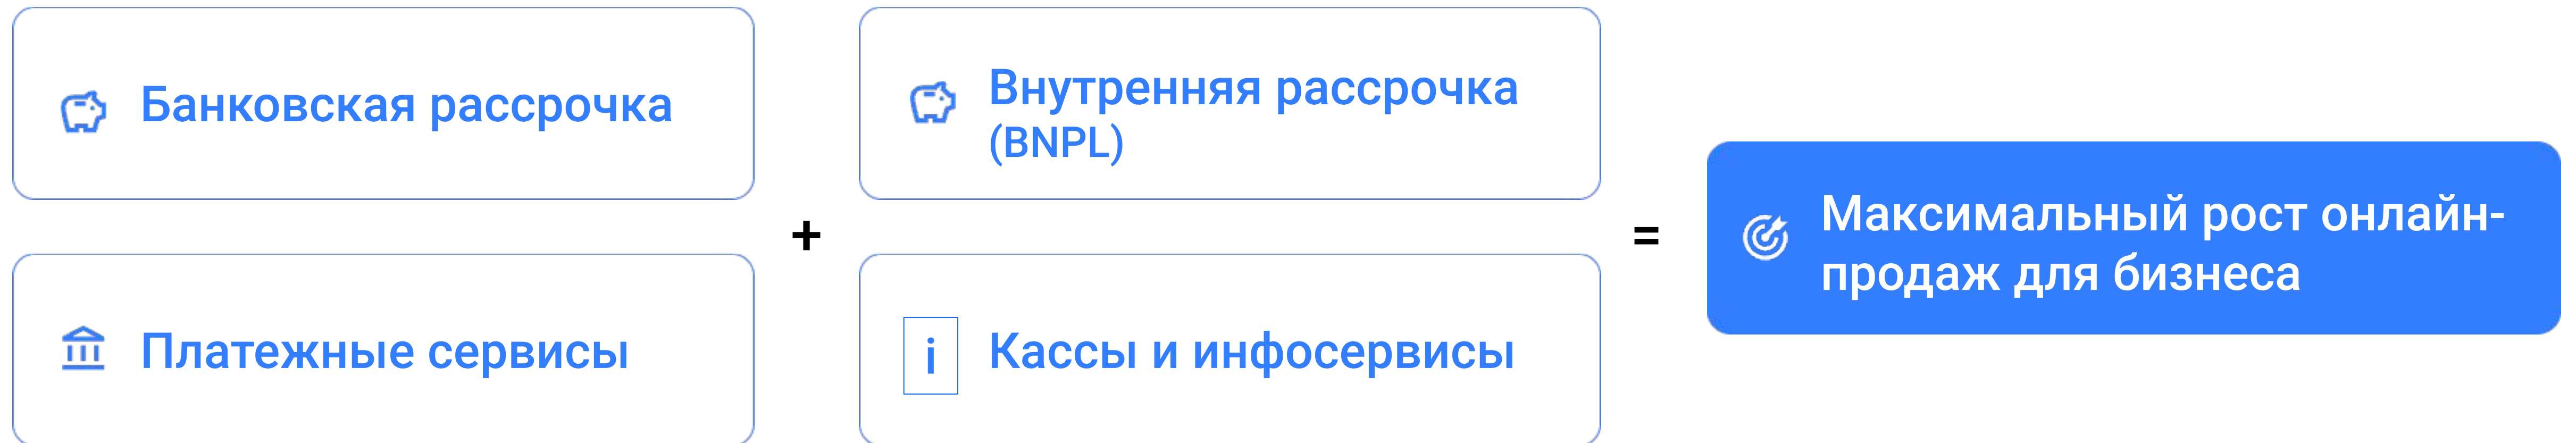 Банковская рассрочка
Внутренняя рассрочка
(BNPL)
Платежные сервисы
+
i
Кассы и инфосервисы
=
Максимальный рост онлайн-
продаж для бизнеса